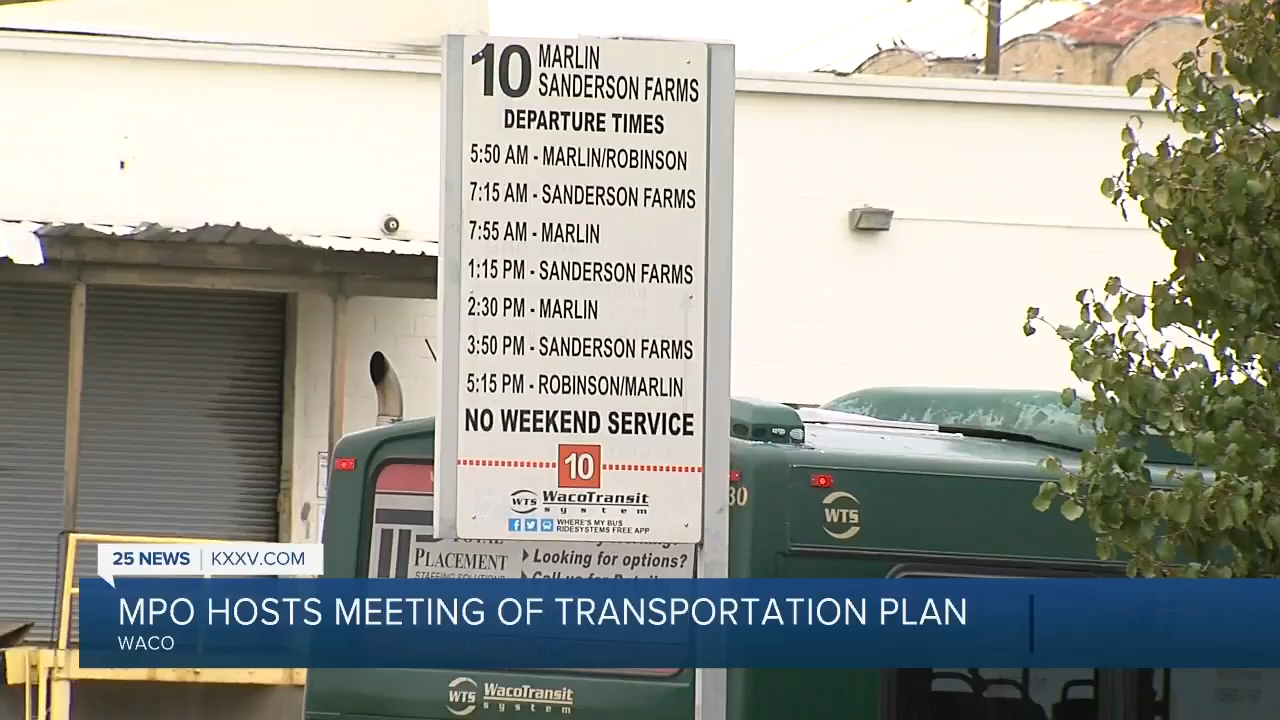 10 MARLIN
SANDERSON FARMS
DEPARTURE TIMES
5:50 AM - MARLIN/ROBINSON
7:15 AM - SANDERSON FARMS
7:55 AM - MARLIN
1:15 PM - SANDERSON FARMS
2:30 PM - MARLIN
3:50 PM - SANDERSON FARMS
5:15 PM - ROBINSON/MARLIN
NO WEEKEND SERVICE
10
WTS WacoTransit
system
WHERE'S MY BUS
RIDESYSTEMS FREE APP
30
WTS
PLACEMENT
STAFFING SOLUTIONS
Looking for options?
25 NEWS | KXXV.COM
MPO HOSTS MEETING OF TRANSPORTATION PLAN
WACO
WTS WacoTransit
system